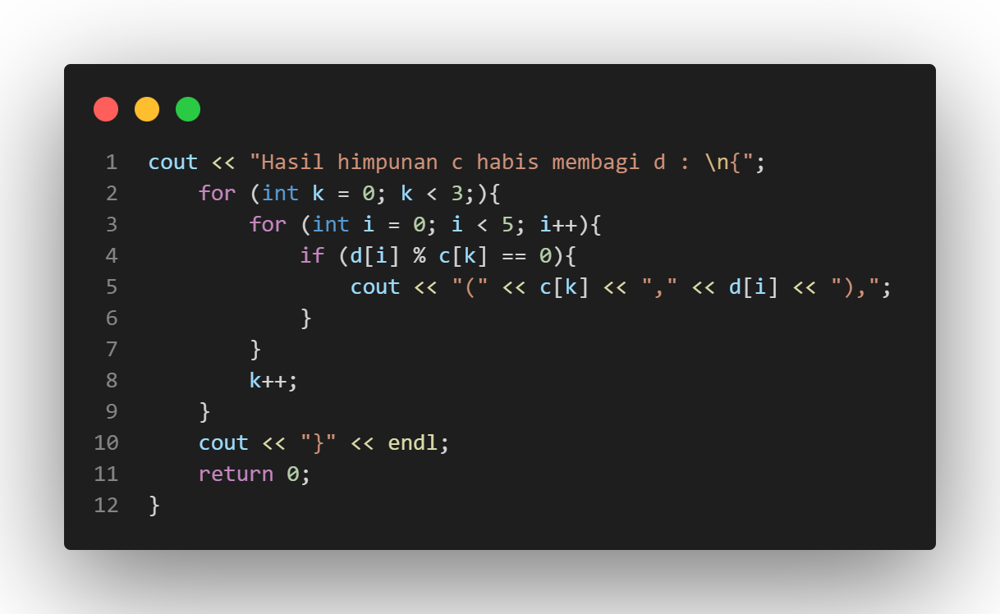 1 cout << "Hasil himpunan c habis membagi d : \n{";
2     for (int k = 0; k < 3;){
3         for (int i = 0; i < 5; i++){
4             if (d[i] % c[k] == 0){
5                 cout << "(" << c[k] << "," << d[i] << "),";
6             }
7         }
8         k++;
9     }
10     cout << "}" << endl;
11     return 0;
12 }